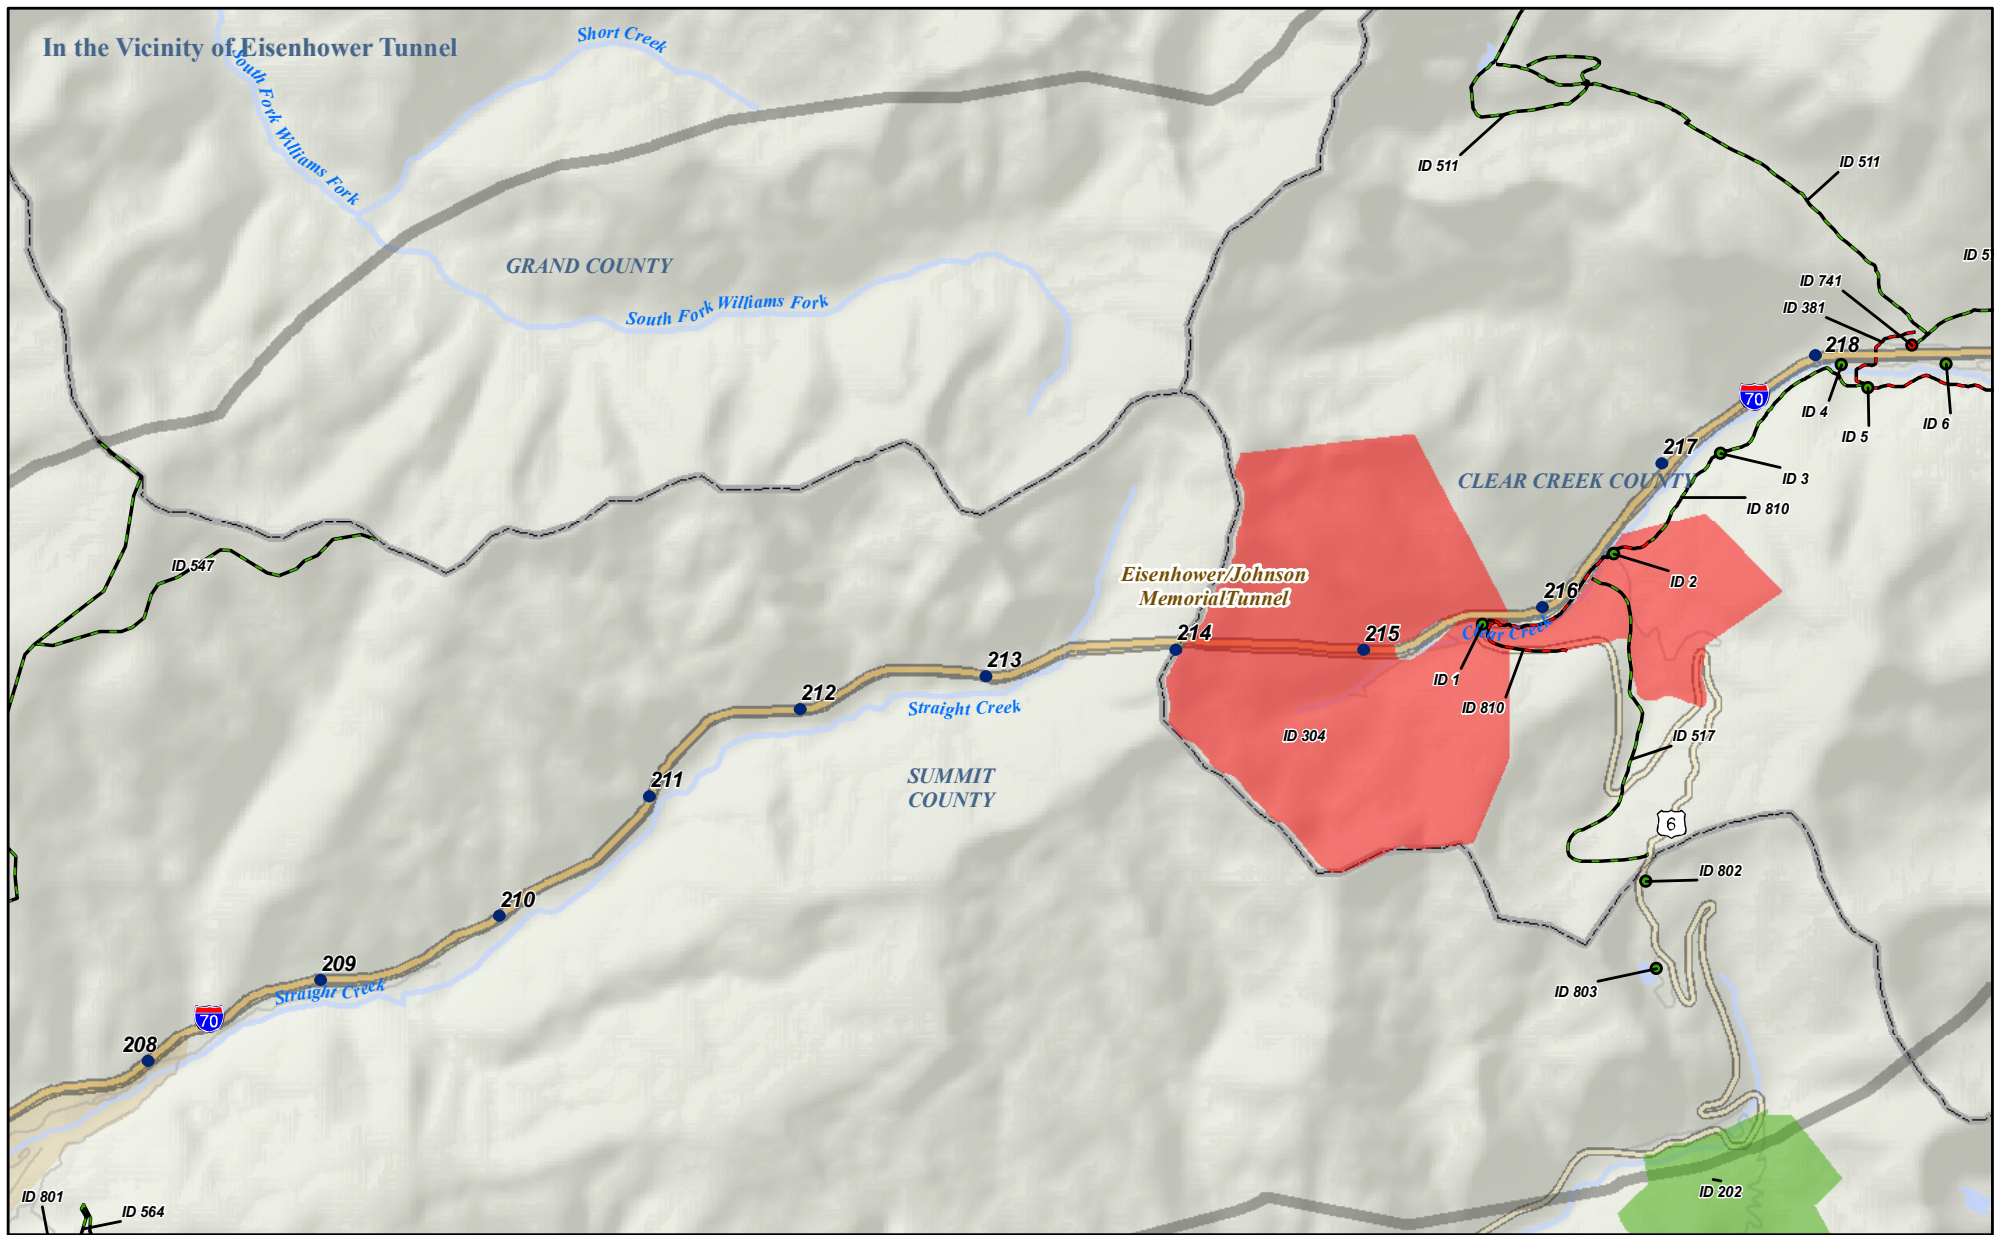 In the Vicinity of Eisenhower Tunnel
Short Creek
South Fork Williams Fork
ID 511
ID 511
GRAND COUNTY
ID 5
ID 741
ID 381
South Fork Williams Fork
218
70
ID 4
ID 5
ID 6
217
CLEAR CREEK COUNTY
ID 3
ID 810
ID 547
Eisenhower/Johnson
MemorialTunnel
216
ID 2
214
215
Clear Creek
213
ID 1
212
Straight Creek
ID 810
ID 304
ID 517
211
SUMMIT
COUNTY
6
ID 802
210
209
Straight Creek
ID 803
70
208
ID 801
ID 564
ID 202